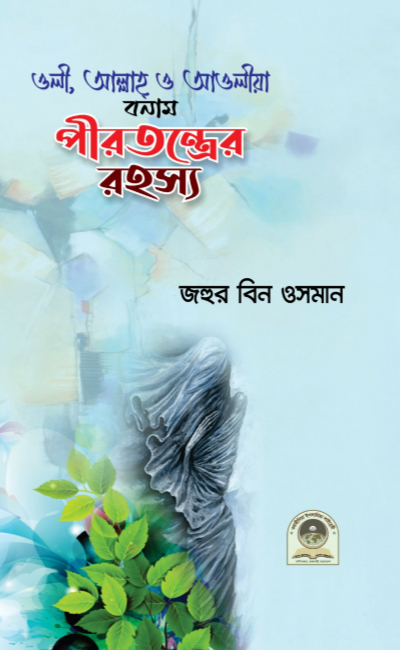 ওলী, আল্লাহ্ ও আওলীয়া
বনাম
পীরতন্ত্রের
রহস্য
জহুর বিন ওসমান